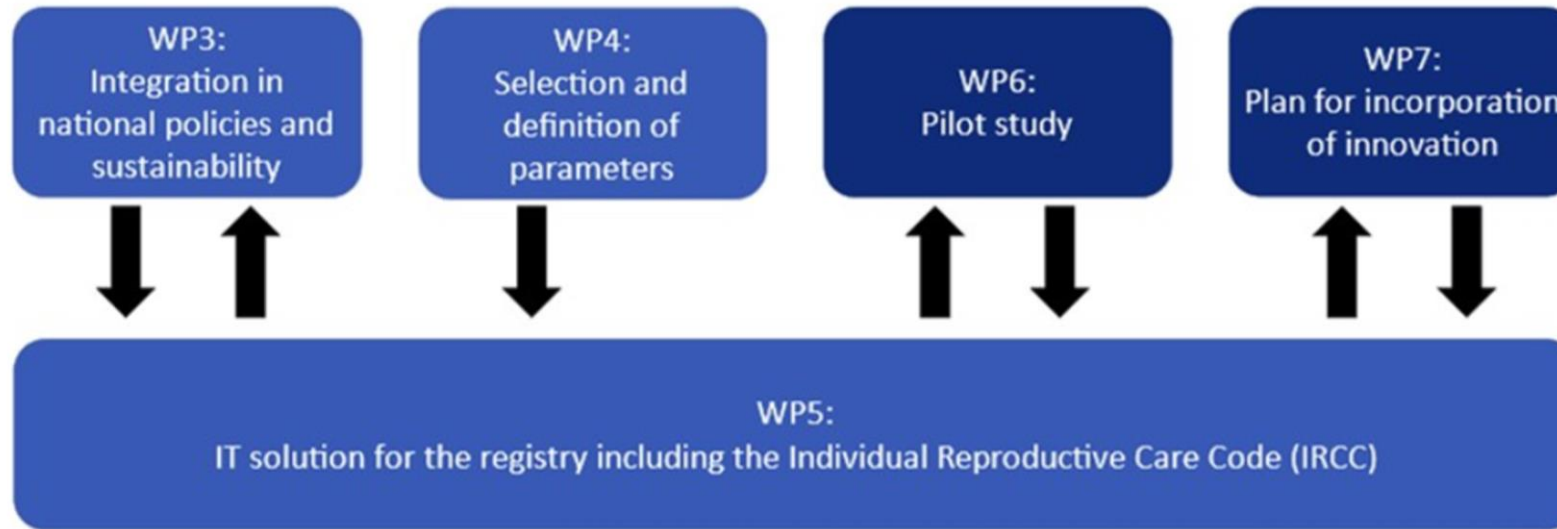 WP3:
Integration in
national policies and
sustainability
WP4:
Selection and
definition of
parameters
WP6:
Pilot study
WP7:
Plan for incorporation
of innovation
WP5:
IT solution for the registry including the Individual Reproductive Care Code (IRCC)